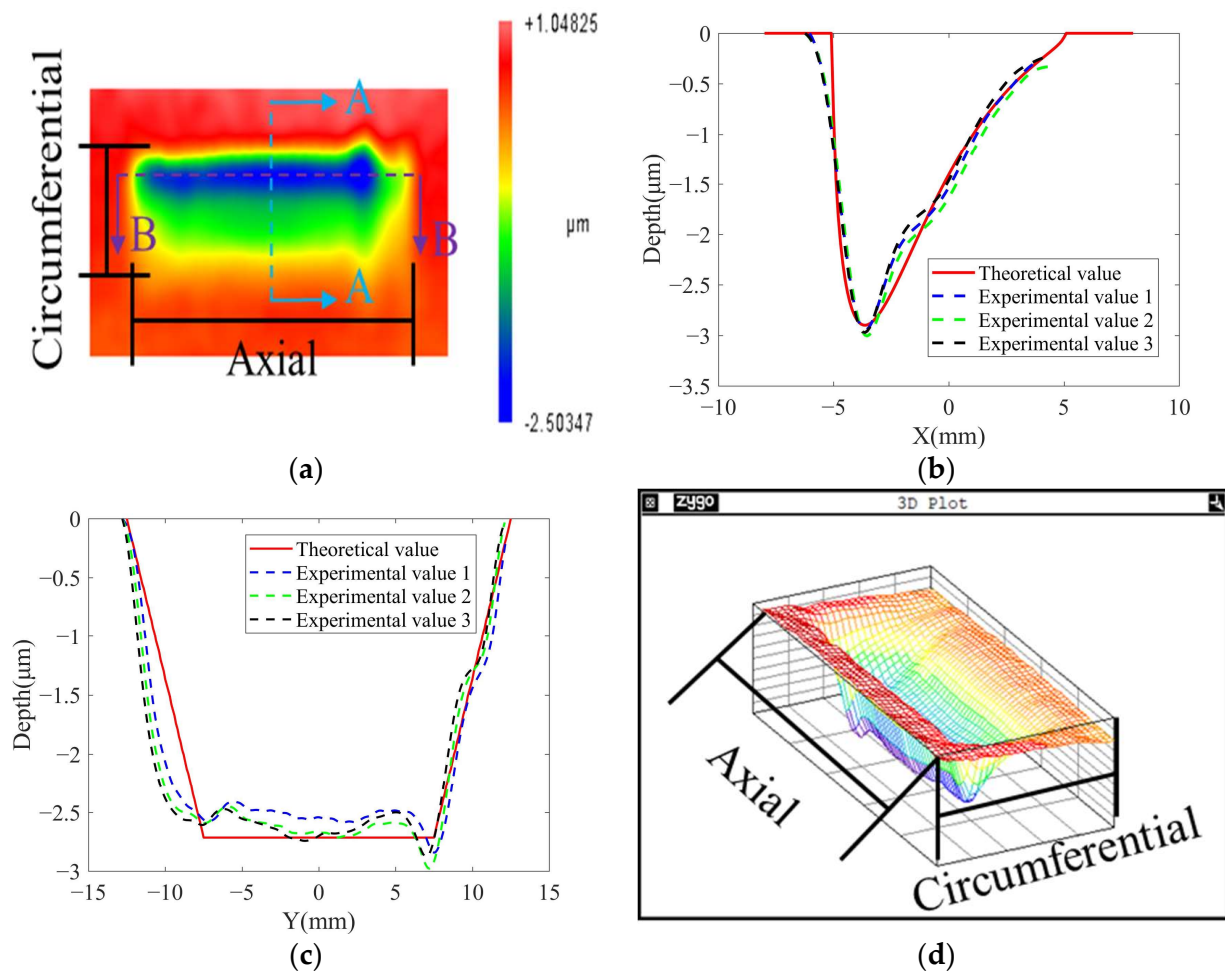 +1.04825
A
Circumferential
B
B
μm
A
Axial
-2.50347
(a)
0
−0.5
−1
−1.5
−2
−2.5
−3
−3.5
Depth(μm)
Theoretical value
Experimental value 1
Experimental value 2
Experimental value 3
−10
−5
0
5
10
X(mm)
(b)
0
−0.5
−1
−1.5
−2
−2.5
−3
Depth(μm)
Theoretical value
Experimental value 1
Experimental value 2
Experimental value 3
−15
−10
−5
0
5
10
15
Y(mm)
(c)
zygo
3D Plot
Axial
Circumferential
(d)